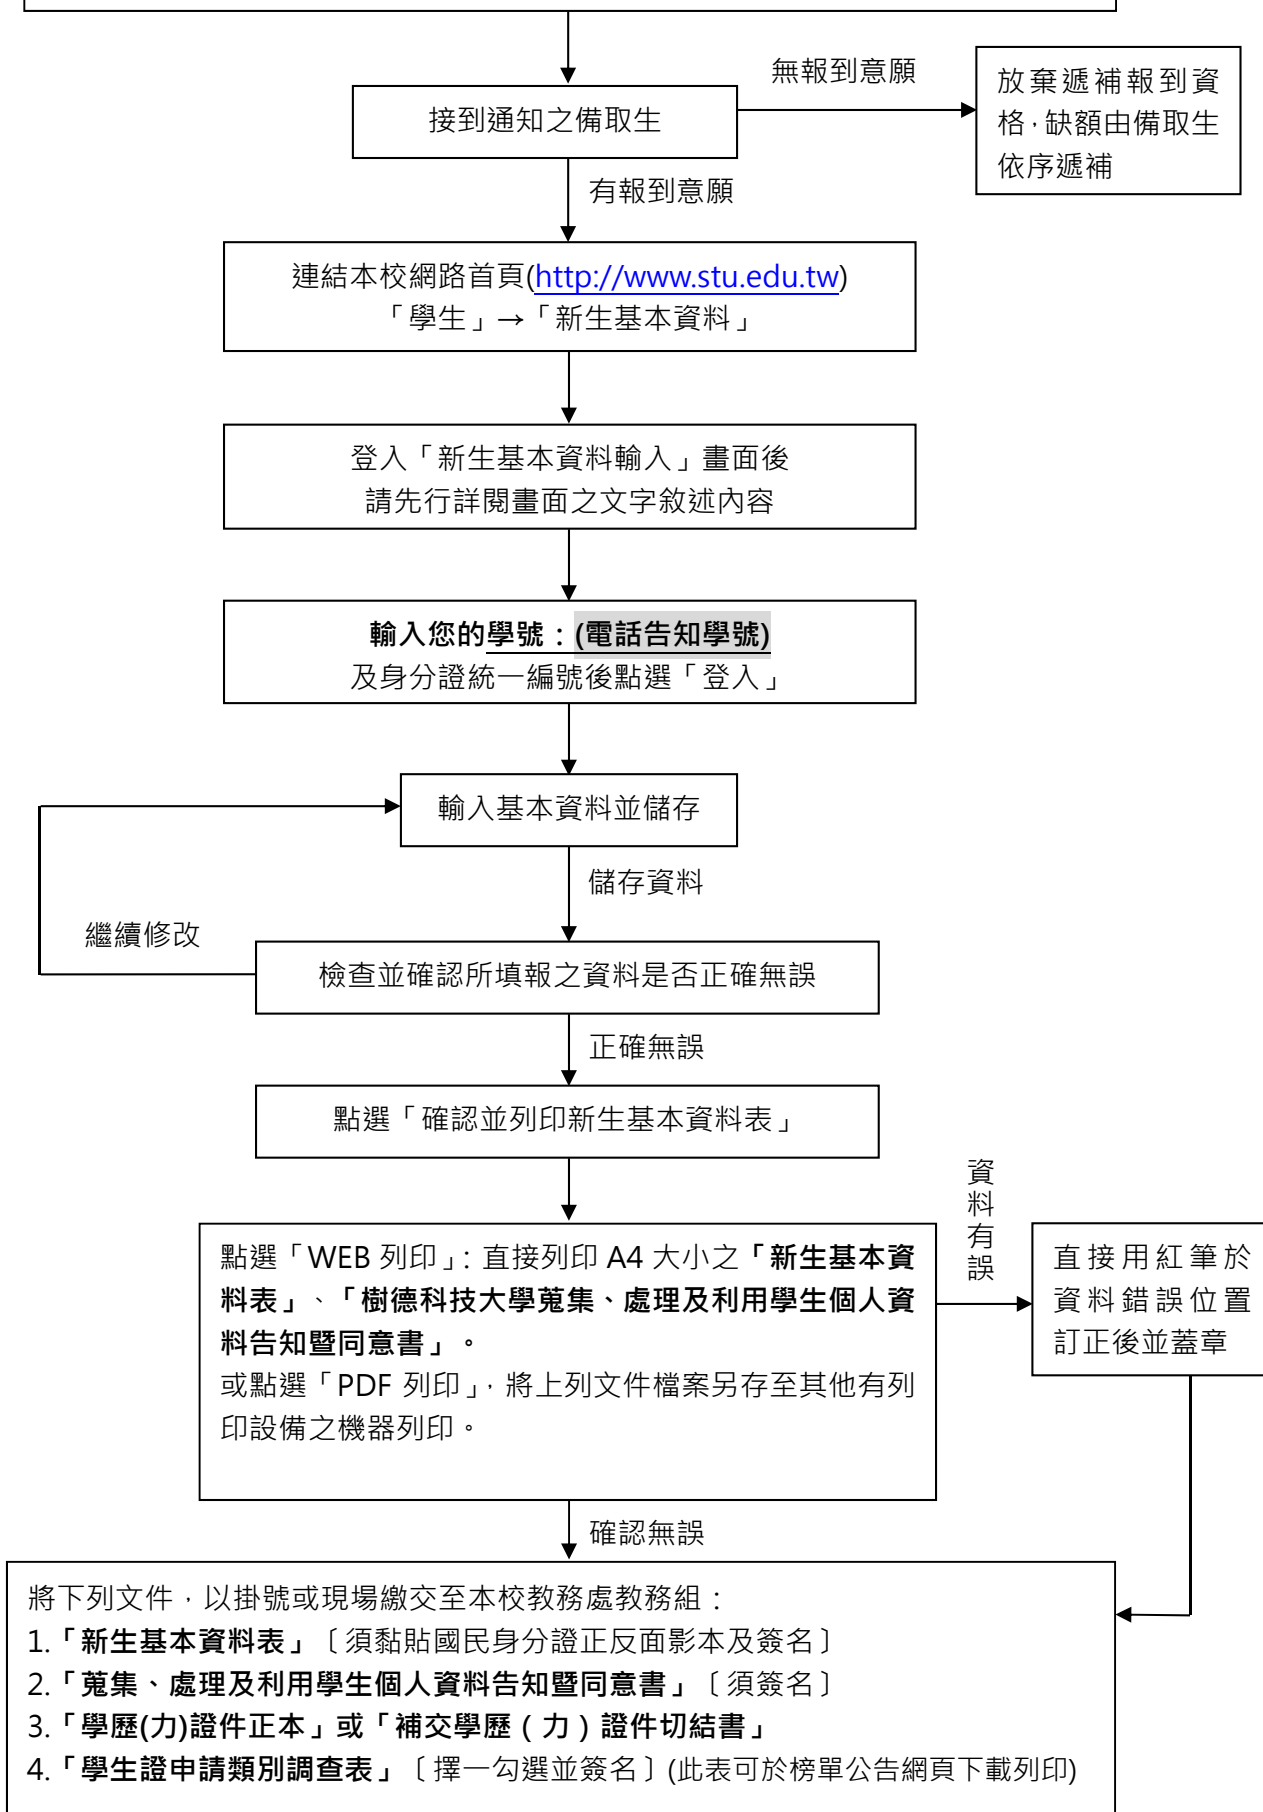 無報到意願
接到通知之備取生
放棄遞補報到資
格，缺額由備取生
依序遞補
有報到意願
連結本校網路首頁(http://www.stu.edu.tw)
「學生」→「新生基本資料」
登入「新生基本資料輸入」畫面後
請先行詳閱畫面之文字敘述內容
輸入您的學號：(電話告知學號)
及身分證統一編號後點選「登入」
輸入基本資料並儲存
儲存資料
繼續修改
檢查並確認所填報之資料是否正確無誤
正確無誤
點選「確認並列印新生基本資料表」
資料有誤
點選「WEB 列印」：直接列印 A4 大小之「新生基本資
料表」、「樹德科技大學蒐集、處理及利用學生個人資
料告知暨同意書」。
或點選「PDF 列印」，將上列文件檔案另存至其他有列
印設備之機器列印。
直接用紅筆於
資料錯誤位置
訂正後並蓋章
確認無誤
將下列文件，以掛號或現場繳交至本校教務處教務組：
1.「新生基本資料表」〔須黏貼國民身分證正反面影本及簽名〕
2.「蒐集、處理及利用學生個人資料告知暨同意書」〔須簽名〕
3.「學歷(力)證件正本」或「補交學歷（力）證件切結書」
4.「學生證申請類別調查表」〔擇一勾選並簽名〕(此表可於榜單公告網頁下載列印)